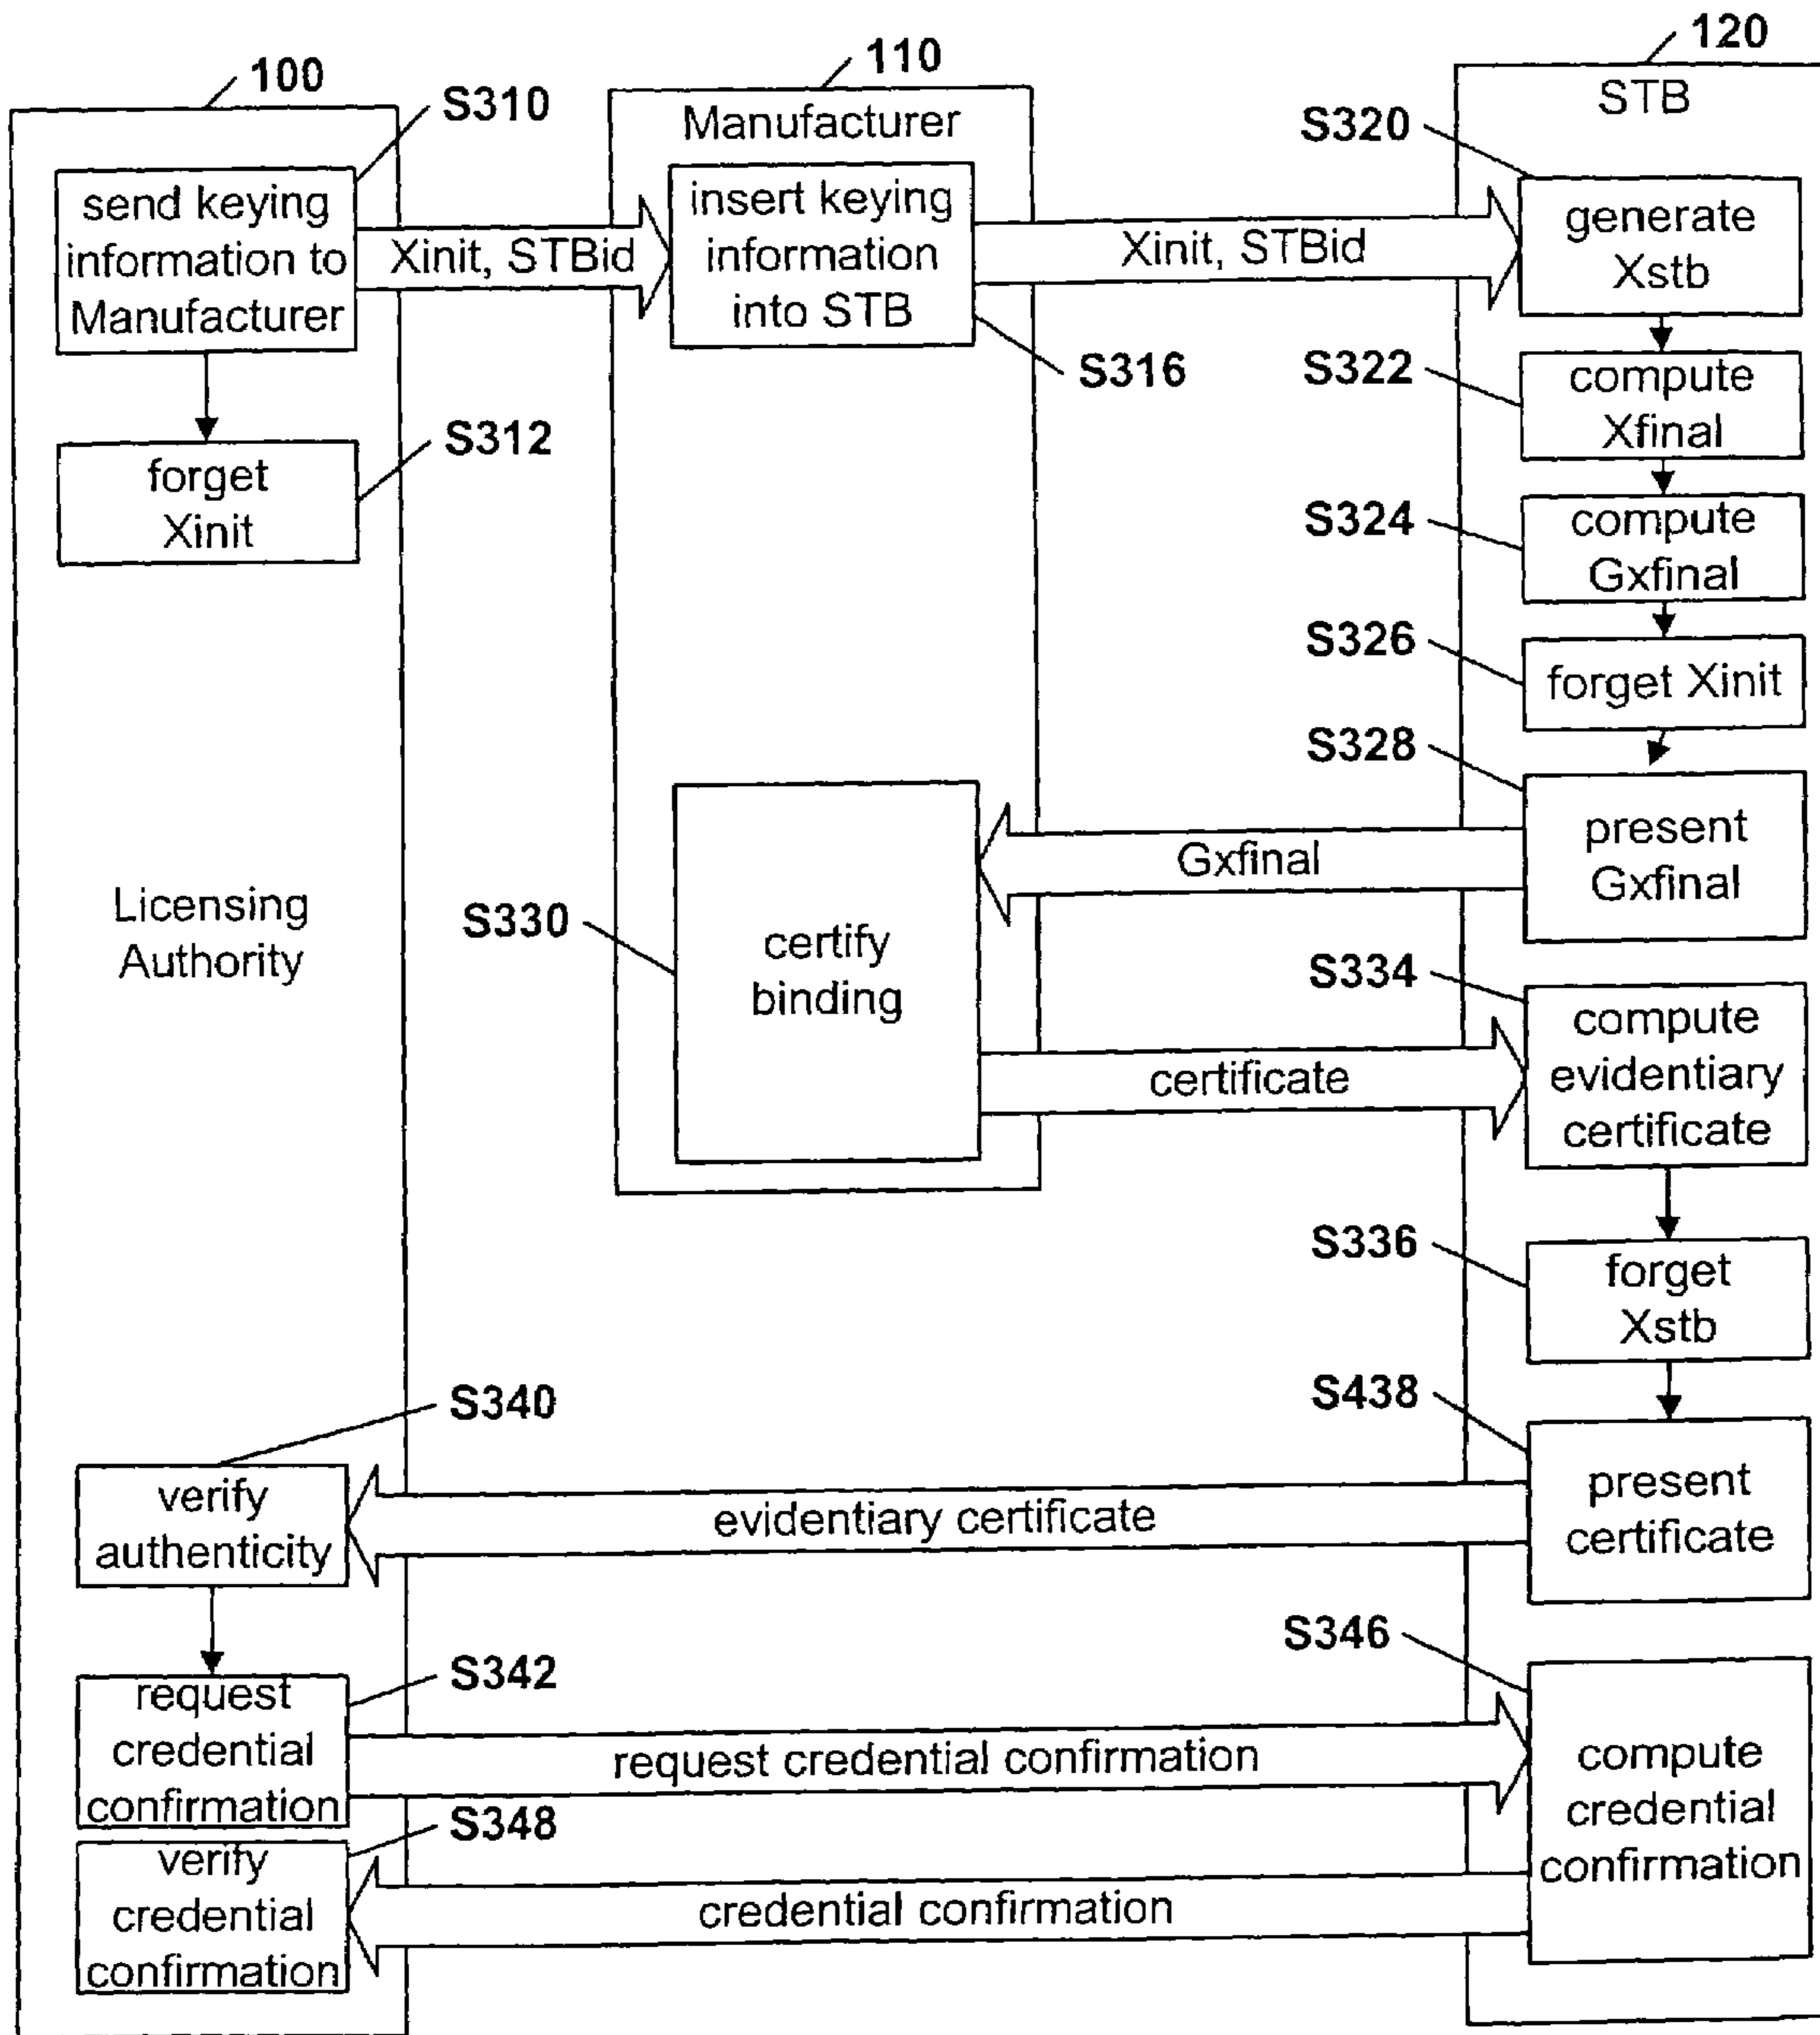 100
110
120
S310
Manufacturer
STB
S320
send keying
information to
Manufacturer
Xinit, STBid
insert keying
information
into STB
Xinit, STBid
generate
Xstb
S316
S322
compute
Xfinal
S312
forget
Xinit
S324
compute
Gxfinal
S326
forget Xinit
S328
present
Gxfinal
Gxfinal
Licensing
Authority
S330
certify
binding
S334
compute
evidentiary
certificate
certificate
S336
forget
Xstb
S340
S438
verify
authenticity
evidentiary certificate
present
certificate
S346
S342
request
credential
confirmation
request credential confirmation
compute
credential
confirmation
S348
verify
credential
confirmation
credential confirmation